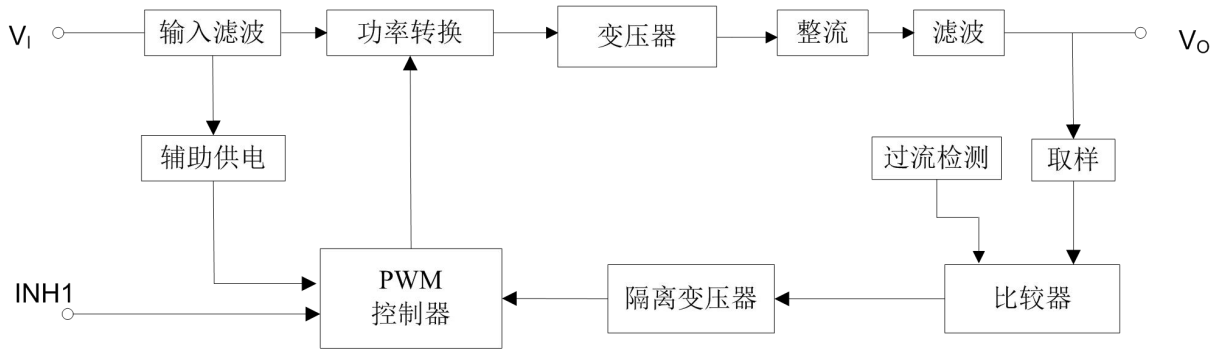 V_I
输入滤波
功率转换
变压器
整流
滤波
V_O
辅助供电
过流检测
取样
INH1
PWM
控制器
隔离变压器
比较器